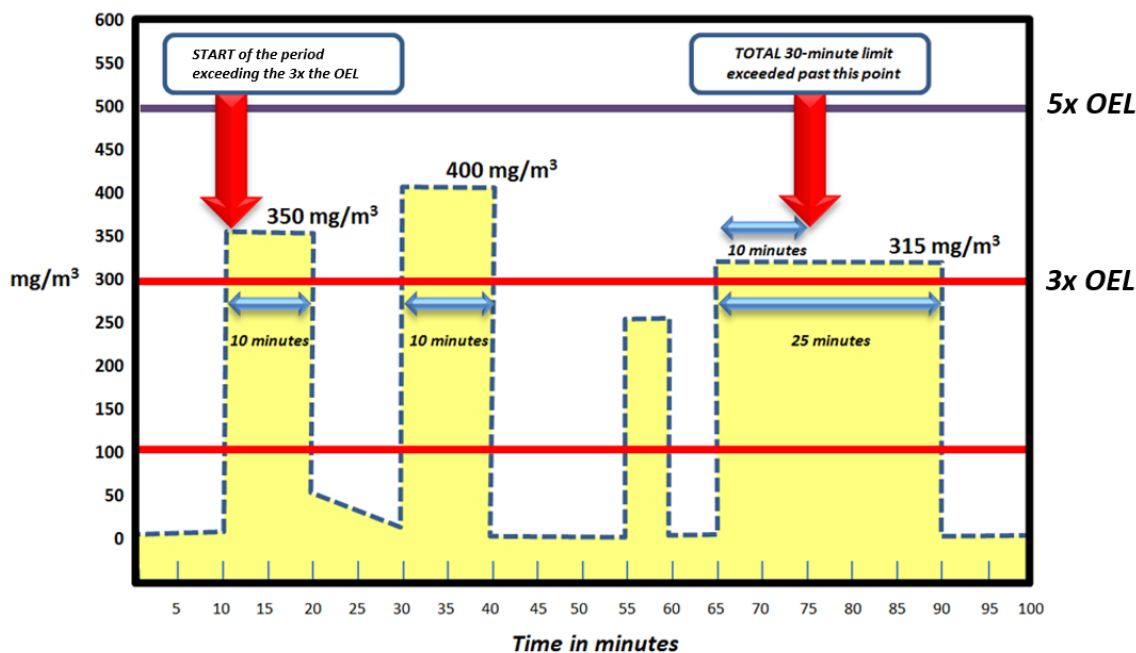 600
550
500
450
400
350
300
250
200
150
100
50
0
mg/m³
START of the period
exceeding the 3x the OEL
TOTAL 30-minute limit
exceeded past this point
5x OEL
400 mg/m³
350 mg/m³
10 minutes
315 mg/m³
3x OEL
10 minutes
10 minutes
25 minutes
5 10 15 20 25 30 35 40 45 50 55 60 65 70 75 80 85 90 95 100
Time in minutes